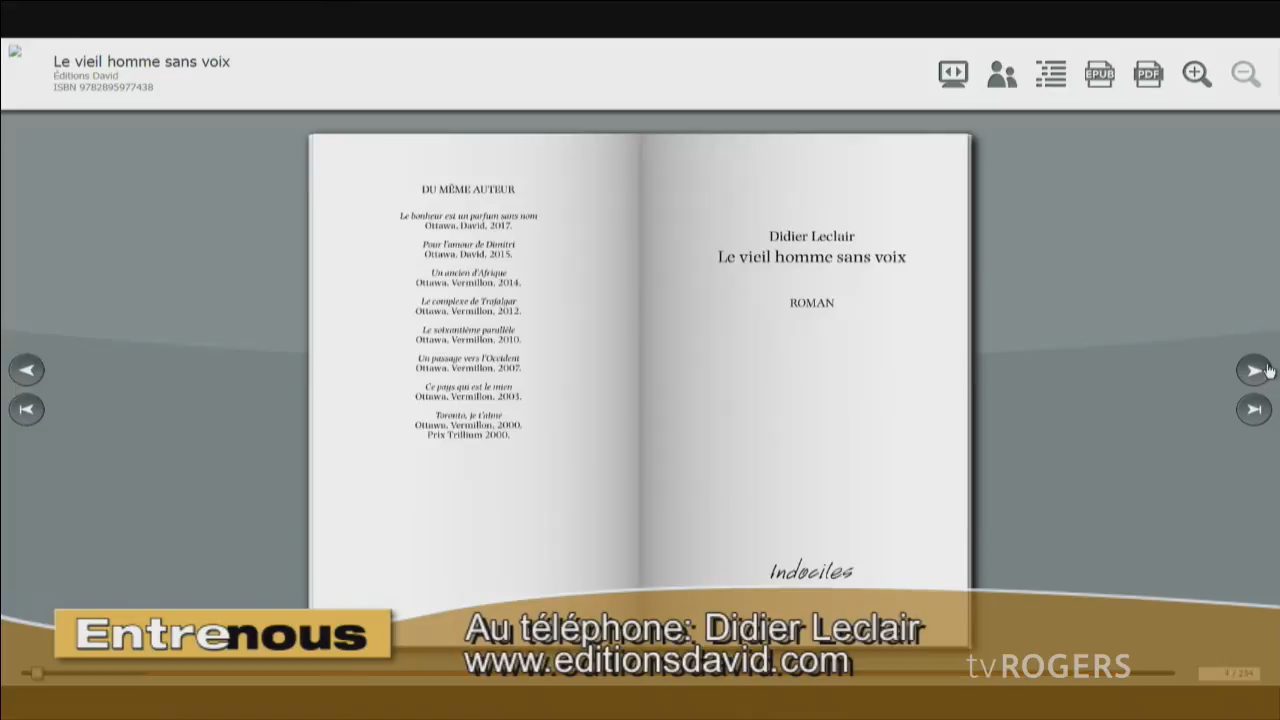 Le vieil homme sans voix
Éditions David
ISBN 9782895977438
EPUB
PDF
DU MÊME AUTEUR
Le bonheur est un parfum sans nom
Ottawa, David, 2017.
Pour l'amour de Dimitri
Ottawa, David, 2015.
Un ancien d'Afrique
Ottawa, Vermillon, 2014.
Le complexe de Trafalgar
Ottawa, Vermillon, 2012.
Le soixantième parallèle
Ottawa, Vermillon, 2010.
Un passage vers l'Occident
Ottawa, Vermillon, 2007.
Ce pays qui est le mien
Ottawa, Vermillon, 2003.
Toronto, je t'aime
Ottawa, Vermillon, 2000.
Prix Trillium 2000.
Didier Leclair
Le vieil homme sans voix
ROMAN
Indociles
Entrenous
Au téléphone: Didier Leclair
www.editionsdavid.com
tvROGERS
4 / 234